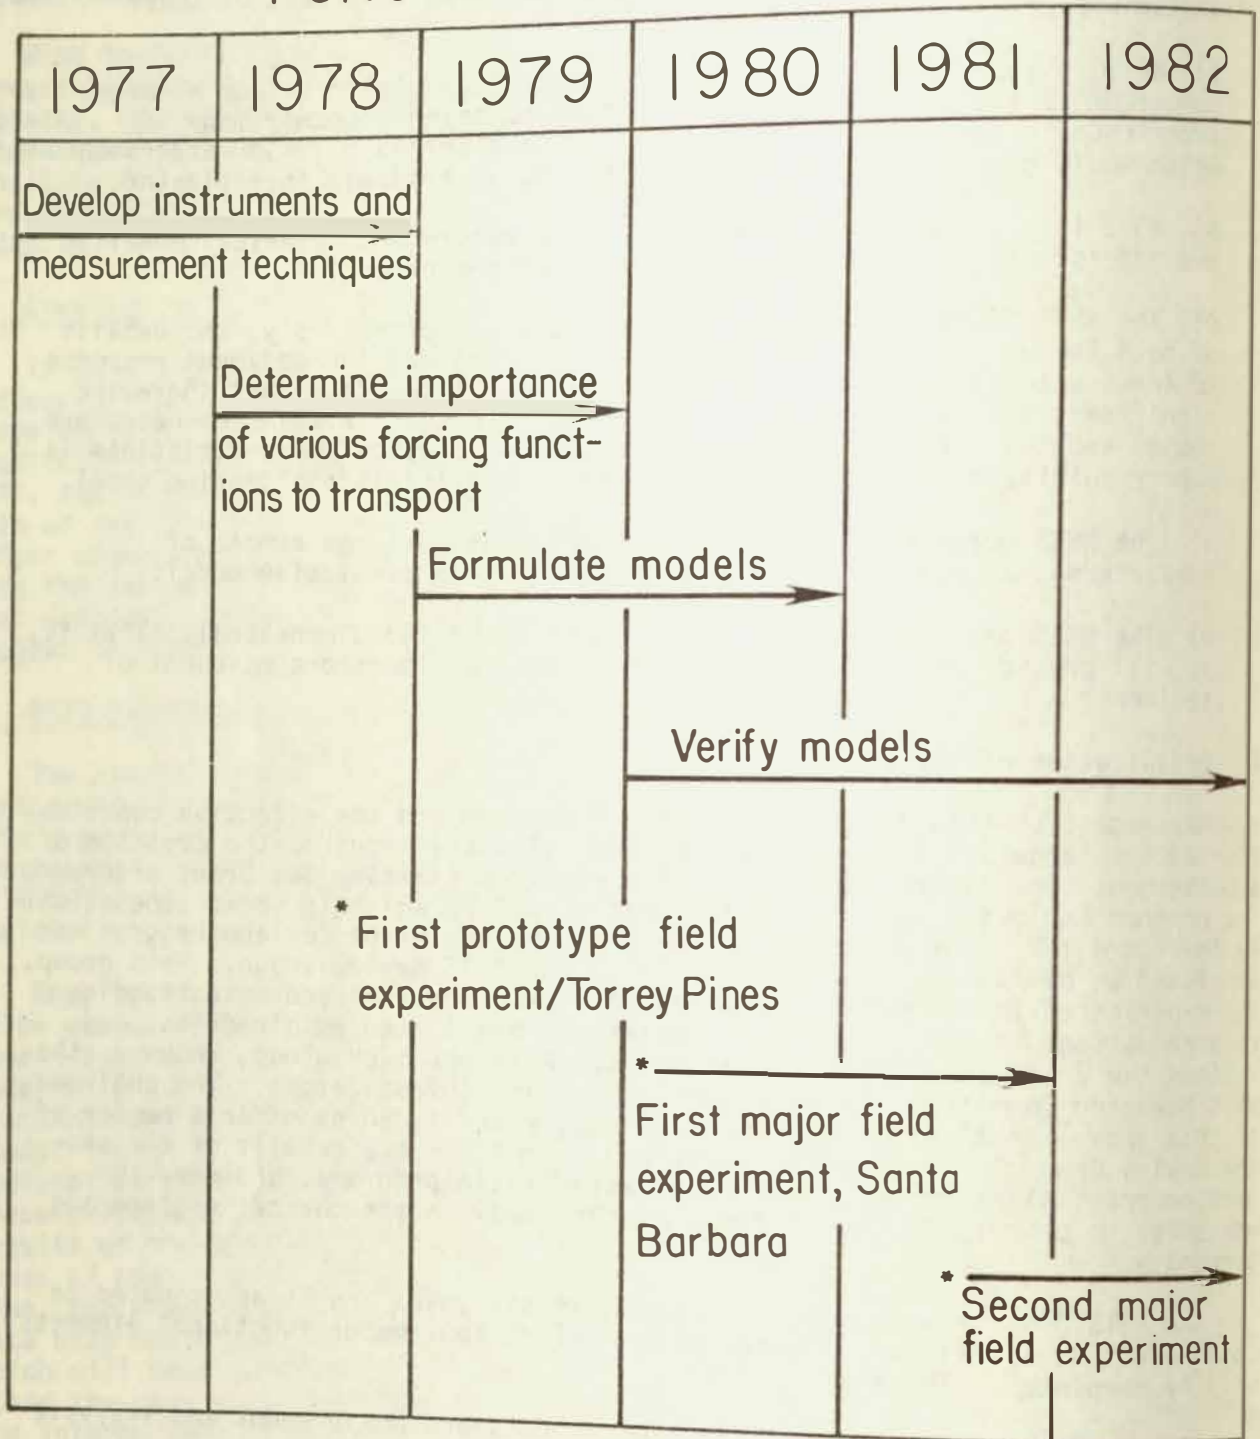 1977 1978 1979 1980 1981 1982
Develop instruments and
measurement techniques
Determine importance
of various forcing funct-
ions to transport
Formulate models
Verify models
* First prototype field
experiment/Torrey Pines
*
First major field
experiment, Santa
Barbara
* Second major
field experiment